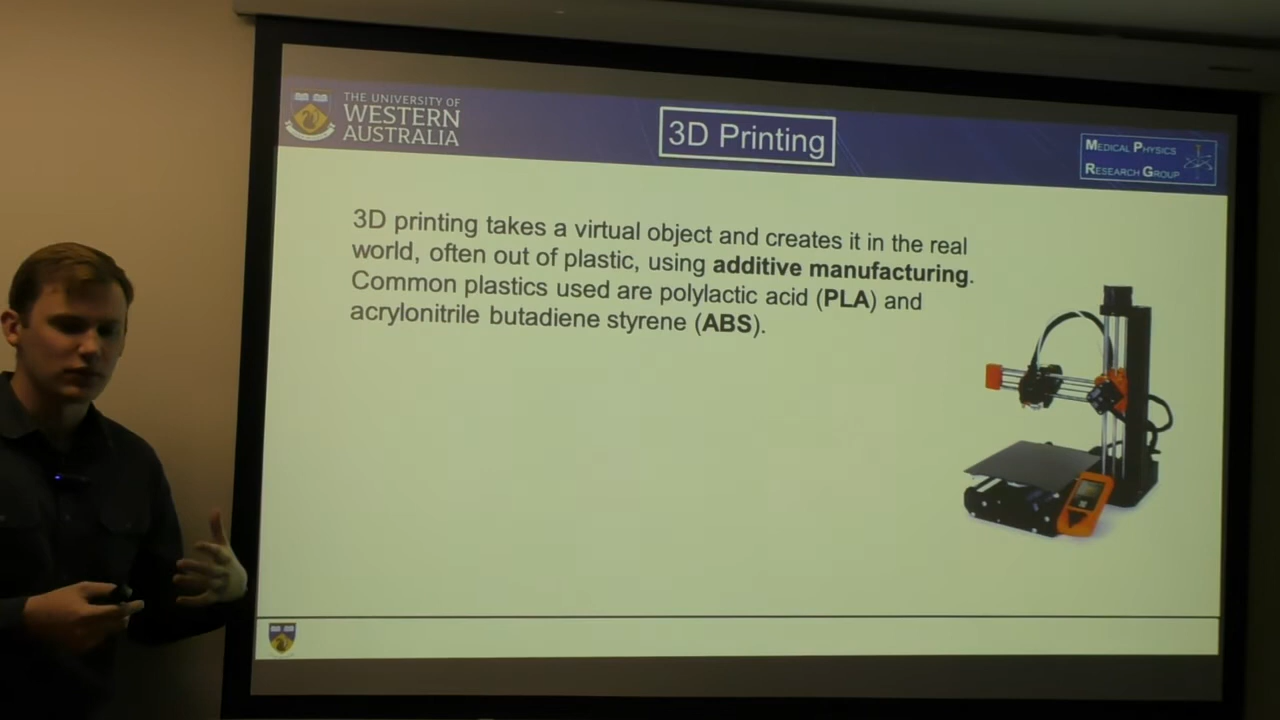 THE UNIVERSITY OF
WESTERN
AUSTRALIA
3D Printing
MEDICAL PHYSICS
RESEARCH GROUP
3D printing takes a virtual object and creates it in the real
world, often out of plastic, using additive manufacturing.
Common plastics used are polylactic acid (PLA) and
acrylonitrile butadiene styrene (ABS).